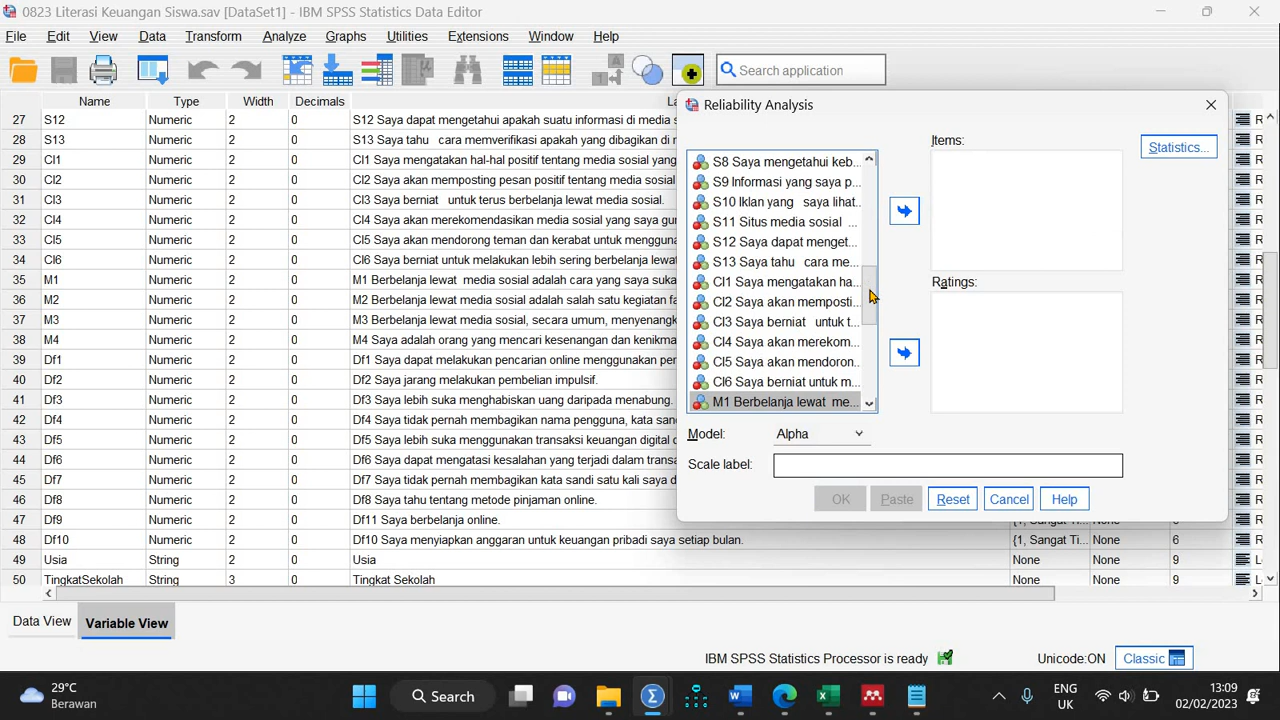 0823 Literasi Keuangan Siswa.sav [DataSet1] - IBM SPSS Statistics Data Editor
File Edit View Data Transform Analyze Graphs Utilities Extensions Window Help
Search application
Name Type Width Decimals La
27 S12 Numeric 2 0 S12 Saya dapat mengetahui apakah suatu informasi di media s
28 S13 Numeric 2 0 S13 Saya tahu cara memverifikasi apakah yang dibagikan di m
29 CI1 Numeric 2 0 CI1 Saya mengatakan hal-hal positif tentang media sosial yang
30 CI2 Numeric 2 0 CI2 Saya akan memposting pesan positif tentang media sosial
31 CI3 Numeric 2 0 CI3 Saya berniat untuk terus berbelanja lewat media sosial.
32 CI4 Numeric 2 0 CI4 Saya akan merekomendasikan media sosial yang saya gun
33 CI5 Numeric 2 0 CI5 Saya akan mendorong teman dan kerabat untuk mengguna
34 CI6 Numeric 2 0 CI6 Saya berniat untuk melakukan lebih sering berbelanja lewa
35 M1 Numeric 2 0 M1 Berbelanja lewat media sosial adalah cara yang saya suka
36 M2 Numeric 2 0 M2 Berbelanja lewat media sosial adalah salah satu kegiatan fa
37 M3 Numeric 2 0 M3 Berbelanja lewat media sosial, secara umum, menyenangk
38 M4 Numeric 2 0 M4 Saya adalah orang yang mencari kesenangan dan kenikma
39 Df1 Numeric 2 0 Df1 Saya dapat melakukan pencarian online menggunakan per
40 Df2 Numeric 2 0 Df2 Saya jarang melakukan pembelian impulsif.
41 Df3 Numeric 2 0 Df3 Saya lebih suka menghabiskan uang daripada menabung.
42 Df4 Numeric 2 0 Df4 Saya tidak pernah membagikan nama pengguna, kata sand
43 Df5 Numeric 2 0 Df5 Saya lebih suka menggunakan transaksi keuangan digital d
44 Df6 Numeric 2 0 Df6 Saya dapat mengatasi kesalahan yang terjadi dalam transa
45 Df7 Numeric 2 0 Df7 Saya tidak pernah membagikan kata sandi satu kali saya d
46 Df8 Numeric 2 0 Df8 Saya tahu tentang metode pinjaman online.
47 Df9 Numeric 2 0 Df11 Saya berbelanja online.
48 Df10 Numeric 2 0 Df10 Saya menyiapkan anggaran untuk keuangan pribadi saya setiap bulan. {1, Sangat Ti... None 6
49 Usia String 2 0 Usia None None 9
50 TingkatSekolah String 3 0 Tingkat Sekolah None None 9
Reliability Analysis
S8 Saya mengetahui keb...
S9 Informasi yang saya p...
S10 Iklan yang saya lihat...
S11 Situs media sosial ...
S12 Saya dapat menget...
S13 Saya tahu cara me...
CI1 Saya mengatakan ha...
CI2 Saya akan memposti...
CI3 Saya berniat untuk t...
CI4 Saya akan merekom...
CI5 Saya akan mendoron...
CI6 Saya berniat untuk m...
M1 Berbelanja lewat me...
Items:
Statistics...
Ratings:
Model: Alpha
Scale label:
OK Paste Reset Cancel Help
Data View Variable View
IBM SPSS Statistics Processor is ready Unicode:ON Classic
29°C
Berawan
Search
ENG
UK
13:09
02/02/2023